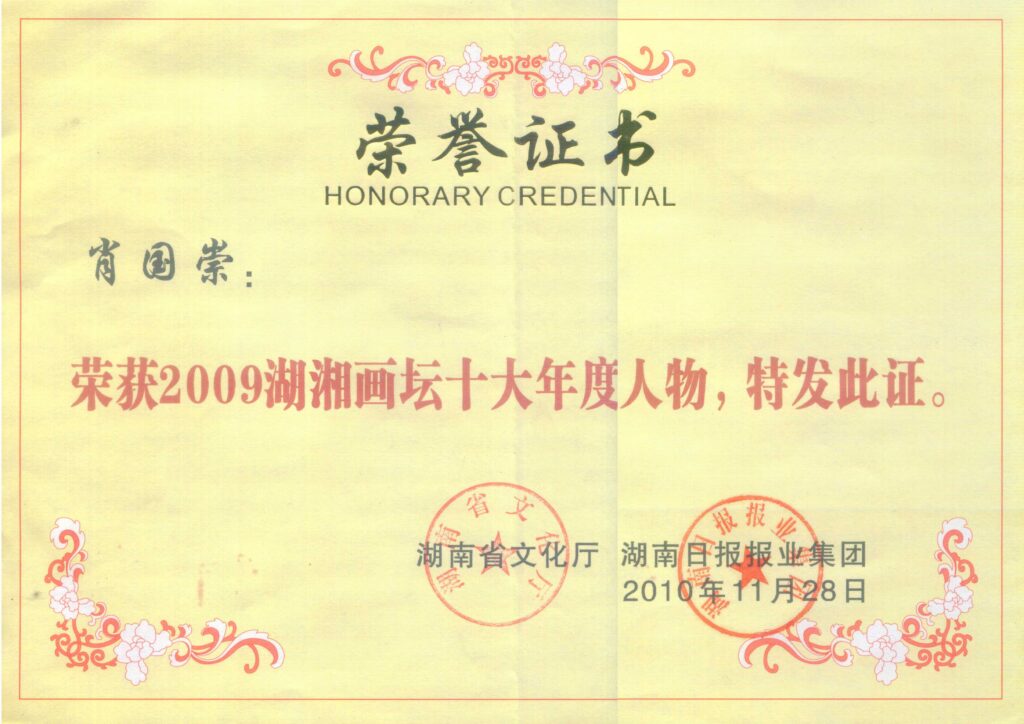 荣誉证书
HONORARY CREDENTIAL
肖国崇：
荣获2009湖湘画坛十大年度人物，特发此证。
湖南省文化厅
湖南日报报业集团
湖南省文化厅 湖南日报报业集团
2010年11月28日